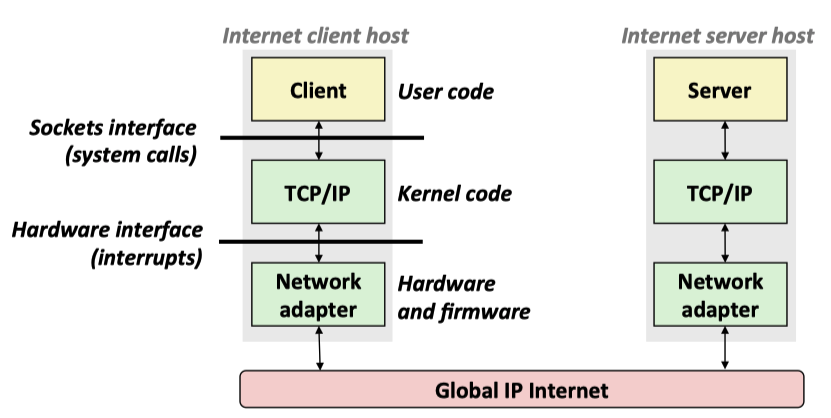 Internet client host
Internet server host
Client
User code
Server
Sockets interface
(system calls)
TCP/IP
Kernel code
TCP/IP
Hardware interface
(interrupts)
Network
adapter
Hardware
and firmware
Network
adapter
Global IP Internet